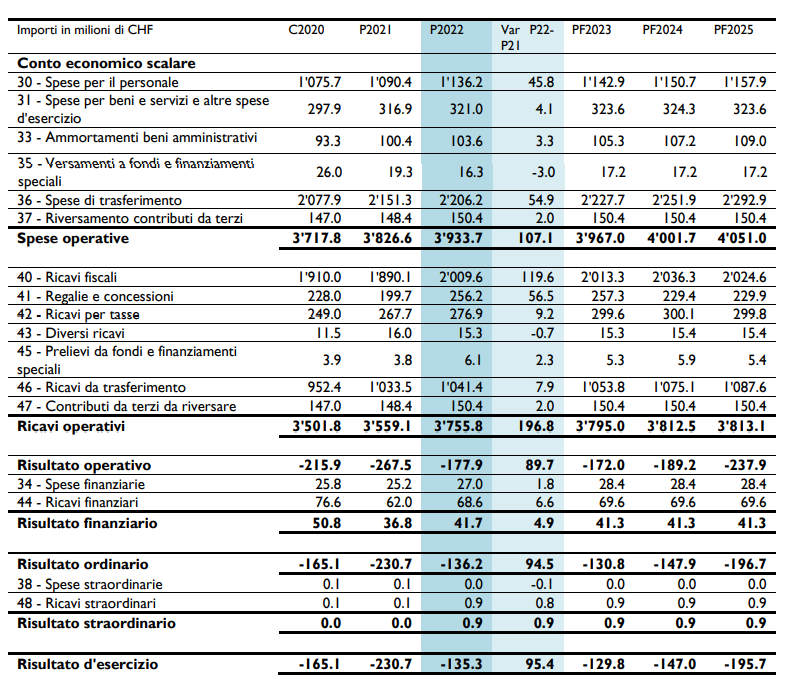 Importi in milioni di CHF C2020 P2021 P2022 Var P22-
P21 PF2023 PF2024 PF2025
Conto economico scalare
30 - Spese per il personale 1'075.7 1'090.4 1'136.2 45.8 1'142.9 1'150.7 1'157.9
31 - Spese per beni e servizi e altre spese
d'esercizio 297.9 316.9 321.0 4.1 323.6 324.3 323.6
33 - Ammortamenti beni amministrativi 93.3 100.4 103.6 3.3 105.3 107.2 109.0
35 - Versamenti a fondi e finanziamenti
speciali 26.0 19.3 16.3 -3.0 17.2 17.2 17.2
36 - Spese di trasferimento 2'077.9 2'151.3 2'206.2 54.9 2'227.7 2'251.9 2'292.9
37 - Riversamento contributi da terzi 147.0 148.4 150.4 2.0 150.4 150.4 150.4
Spese operative 3'717.8 3'826.6 3'933.7 107.1 3'967.0 4'001.7 4'051.0
40 - Ricavi fiscali 1'910.0 1'890.1 2'009.6 119.6 2'013.3 2'036.3 2'024.6
41 - Regalie e concessioni 228.0 199.7 256.2 56.5 257.3 229.4 229.9
42 - Ricavi per tasse 249.0 267.7 276.9 9.2 299.6 300.1 299.8
43 - Diversi ricavi 11.5 16.0 15.3 -0.7 15.3 15.4 15.4
45 - Prelievi da fondi e finanziamenti
speciali 3.9 3.8 6.1 2.3 5.3 5.9 5.4
46 - Ricavi da trasferimento 952.4 1'033.5 1'041.4 7.9 1'053.8 1'075.1 1'087.6
47 - Contributi da terzi da riversare 147.0 148.4 150.4 2.0 150.4 150.4 150.4
Ricavi operativi 3'501.8 3'559.1 3'755.8 196.8 3'795.0 3'812.5 3'813.1
Risultato operativo -215.9 -267.5 -177.9 89.7 -172.0 -189.2 -237.9
34 - Spese finanziarie 25.8 25.2 27.0 1.8 28.4 28.4 28.4
44 - Ricavi finanziari 76.6 62.0 68.6 6.6 69.6 69.6 69.6
Risultato finanziario 50.8 36.8 41.7 4.9 41.3 41.3 41.3
Risultato ordinario -165.1 -230.7 -136.2 94.5 -130.8 -147.9 -196.7
38 - Spese straordinarie 0.1 0.1 0.0 -0.1 0.0 0.0 0.0
48 - Ricavi straordinari 0.1 0.1 0.9 0.8 0.9 0.9 0.9
Risultato straordinario 0.0 0.0 0.9 0.9 0.9 0.9 0.9
Risultato d'esercizio -165.1 -230.7 -135.3 95.4 -129.8 -147.0 -195.7